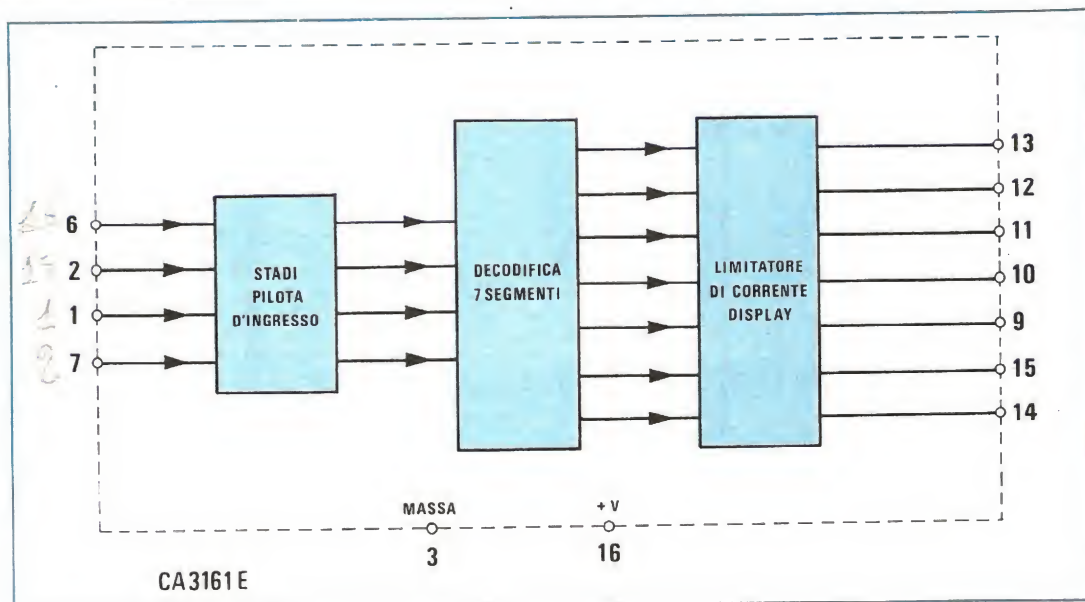 6
2
1
7
STADI
PILOTA
D'INGRESSO
DECODIFICA
7 SEGMENTI
LIMITATORE
DI CORRENTE
DISPLAY
13
12
11
10
9
15
14
MASSA
3
+ V
16
CA3161E